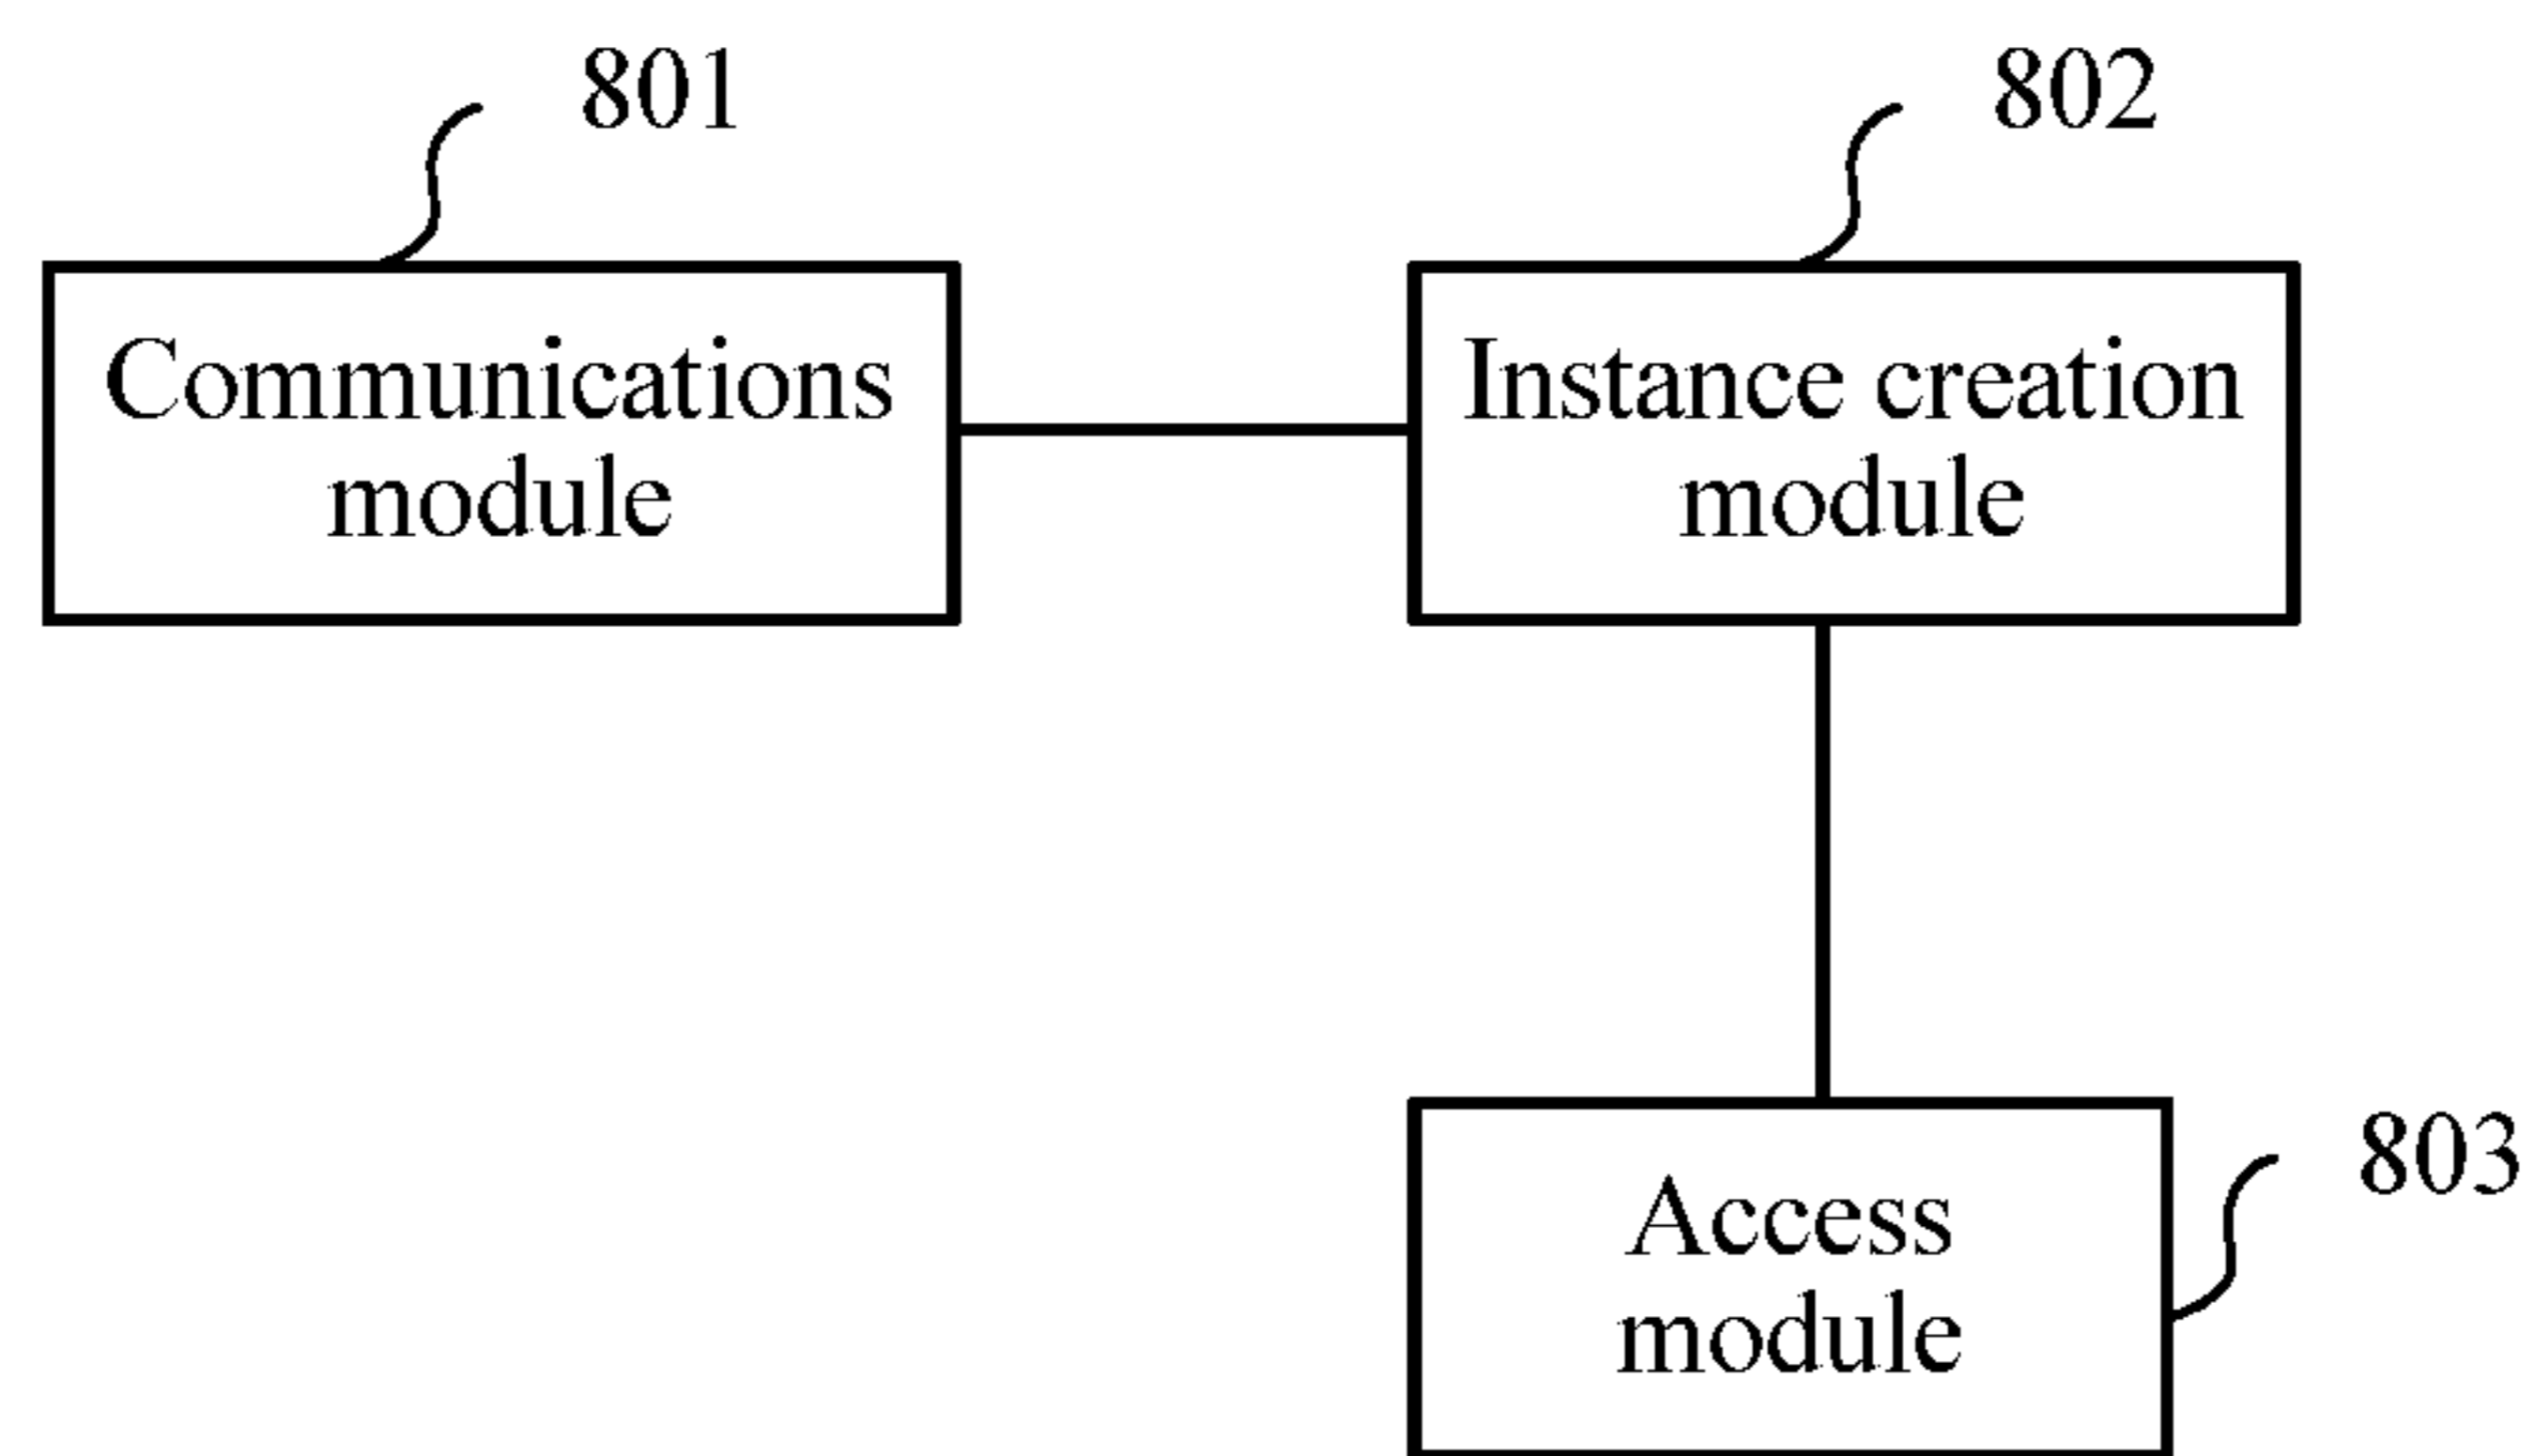 801
802
Communications
module
Instance creation
module
803
Access
module